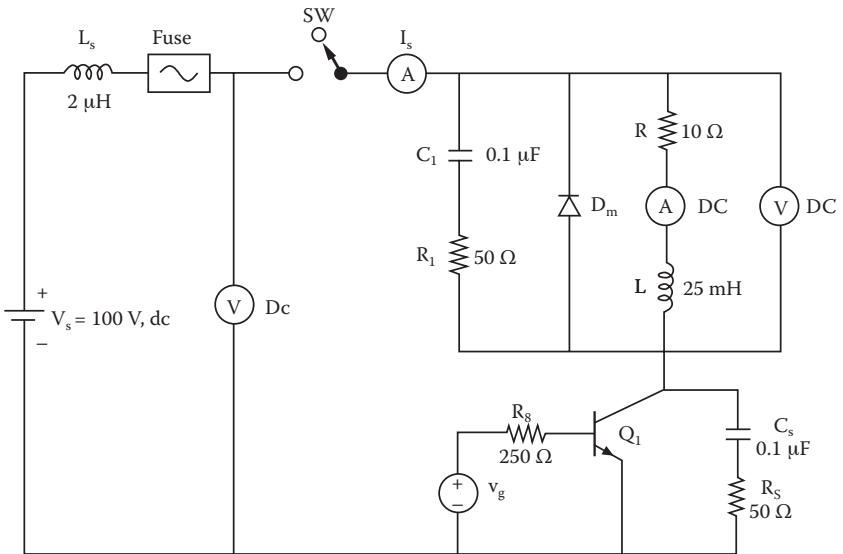 SW
L_s
Fuse
I_s
A
2 µH
R
10 Ω
C_1
0.1 µF
D_m
A
DC
V
DC
R_1
50 Ω
L
25 mH
+
V_s = 100 V, dc
–
V
Dc
R_8
250 Ω
Q_1
C_s
0.1 µF
+
–
v_g
R_S
50 Ω